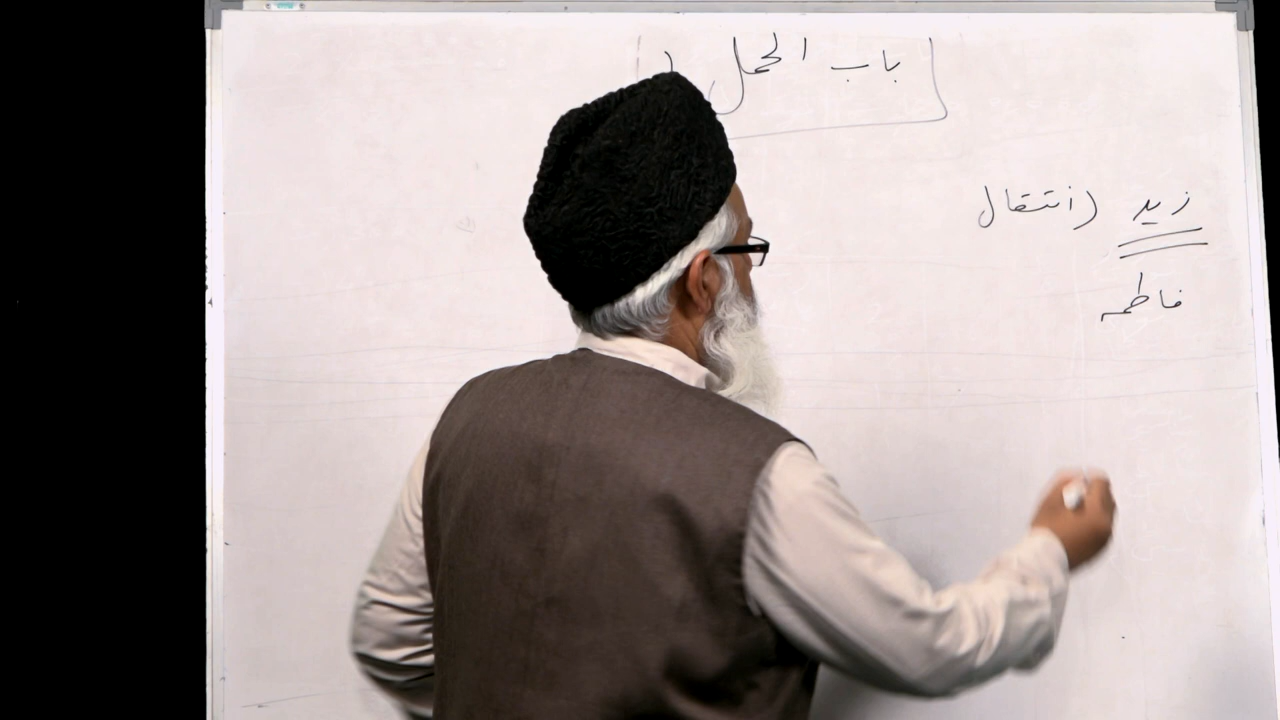 باب الحمل
زید انتقال
فاطمہ